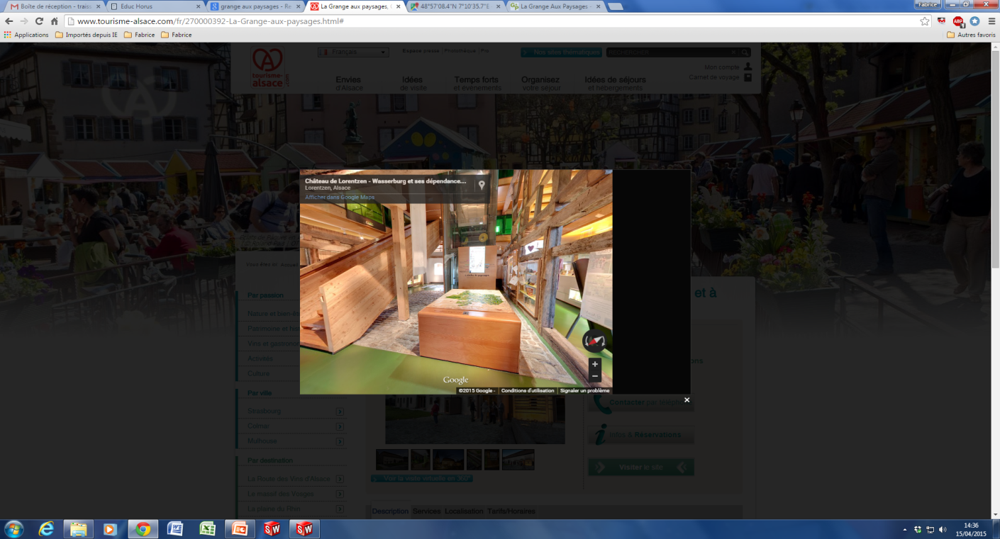 Boîte de réception - traiss
Educ Horus
grange aux paysages - Re
La Grange aux paysages, C
48°57'08.4"N 7°10'35.7"E
La Grange Aux Paysages -
Fabrice
www.tourisme-alsace.com/fr/270000392-La-Grange-aux-paysages.html#
Applications
Importés depuis IE
Fabrice
Fabrice
Autres favoris
tourisme-alsace
Français
Espace presse
Photothèque
Pro
Nos sites thématiques
RECHERCHER
Mon compte
Carnet de voyage
Envies d'Alsace
Idées de visite
Temps forts et événements
Organisez votre séjour
Idées de séjours et hébergements
Château de Lorentzen - Wasserburg et ses dépendance...
Lorentzen, Alsace
Afficher dans Google Maps
Vous êtes ici
et à
Par passion
Nature et bien-êt
Patrimoine et his
Vins et gastronon
Activités
Culture
Par ville
Strasbourg
Colmar
Mulhouse
Par destination
La Route des Vins d'Alsace
Le massif des Vosges
La plaine du Rhin
Google
©2015 Google - Conditions d'utilisation Signaler un problème
ons
Contacter par téléphone
Infos & Réservations
Visiter le site
Voir la visite virtuelle en 360°
Description Services Localisation Tarifs/Horaires
14:36
15/04/2015